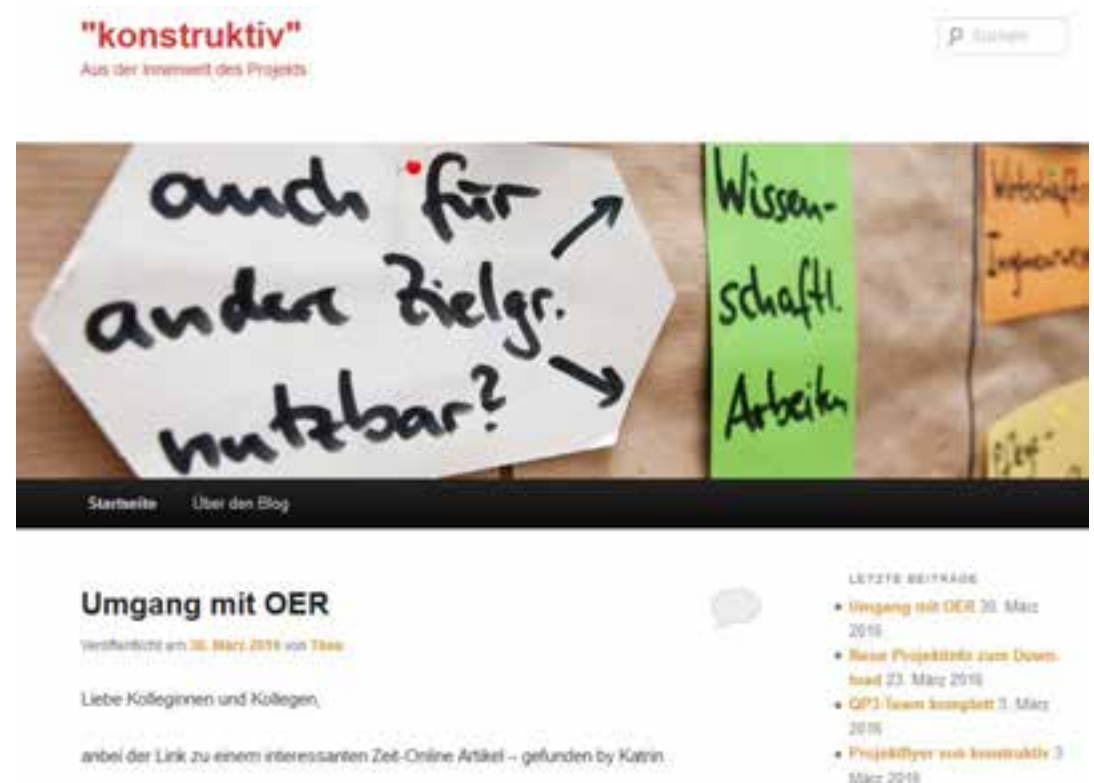 "konstruktiv"
Aus der Innenwelt des Projekts
Suchen
auch für
andere Zielgr.
nutzbar?
Wissen-
schaftl.
Arbeiten
Startseite
Über den Blog
Umgang mit OER
Veröffentlicht am 30. März 2016 von
Liebe Kolleginnen und Kollegen,
anbei der Link zu einem interessanten Zeit-Online Artikel – gefunden by Katrin
LETZTE BEITRÄGE
Umgang mit OER 30. März
2016
Neue Projektinfo zum Down-
load 23. März 2016
QP3-Team komplett 3. März
2016
Projektflyer von konstruktiv 3.
März 2016